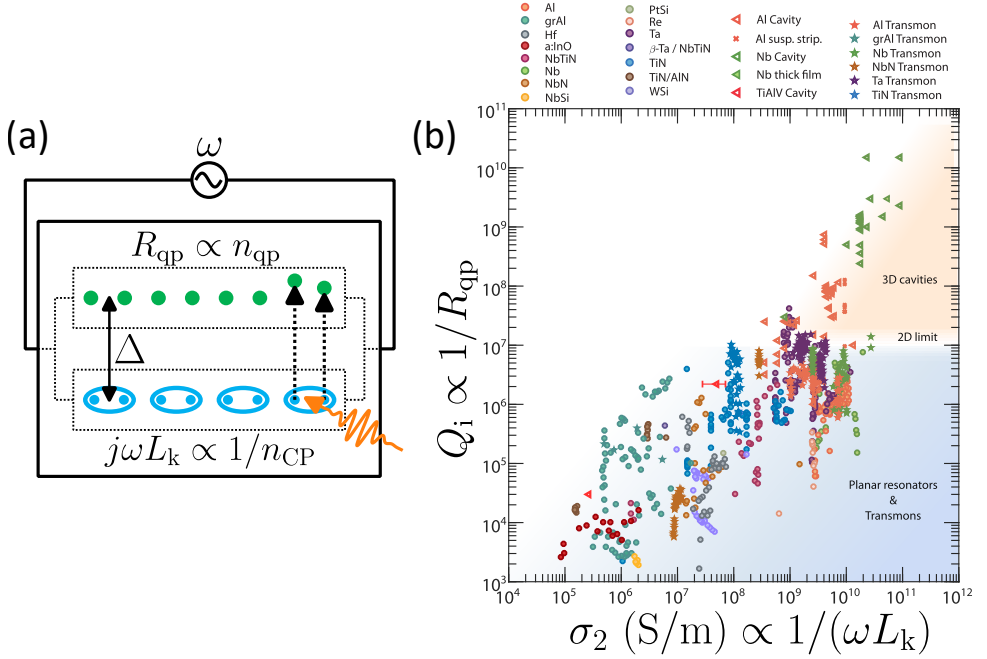 (a)
ω
R_qp ∝ n_qp
Δ
jωL_k ∝ 1/n_CP
(b)
Al
grAl
Hf
a:InO
NbTiN
Nb
NbN
NbSi
PtSi
Re
Ta
β-Ta / NbTiN
TiN
TiN/AlN
WSi
Al Cavity
Al susp. strip.
Nb Cavity
Nb thick film
TiAlV Cavity
Al Transmon
grAl Transmon
Nb Transmon
NbN Transmon
Ta Transmon
TiN Transmon
Q_i ∝ 1/R_qp
10^11
10^10
10^9
10^8
10^7
10^6
10^5
10^4
10^3
3D cavities
2D limit
Planar resonators
&
Transmons
10^4 10^5 10^6 10^7 10^8 10^9 10^10 10^11 10^12
σ_2 (S/m) ∝ 1/(ωL_k)